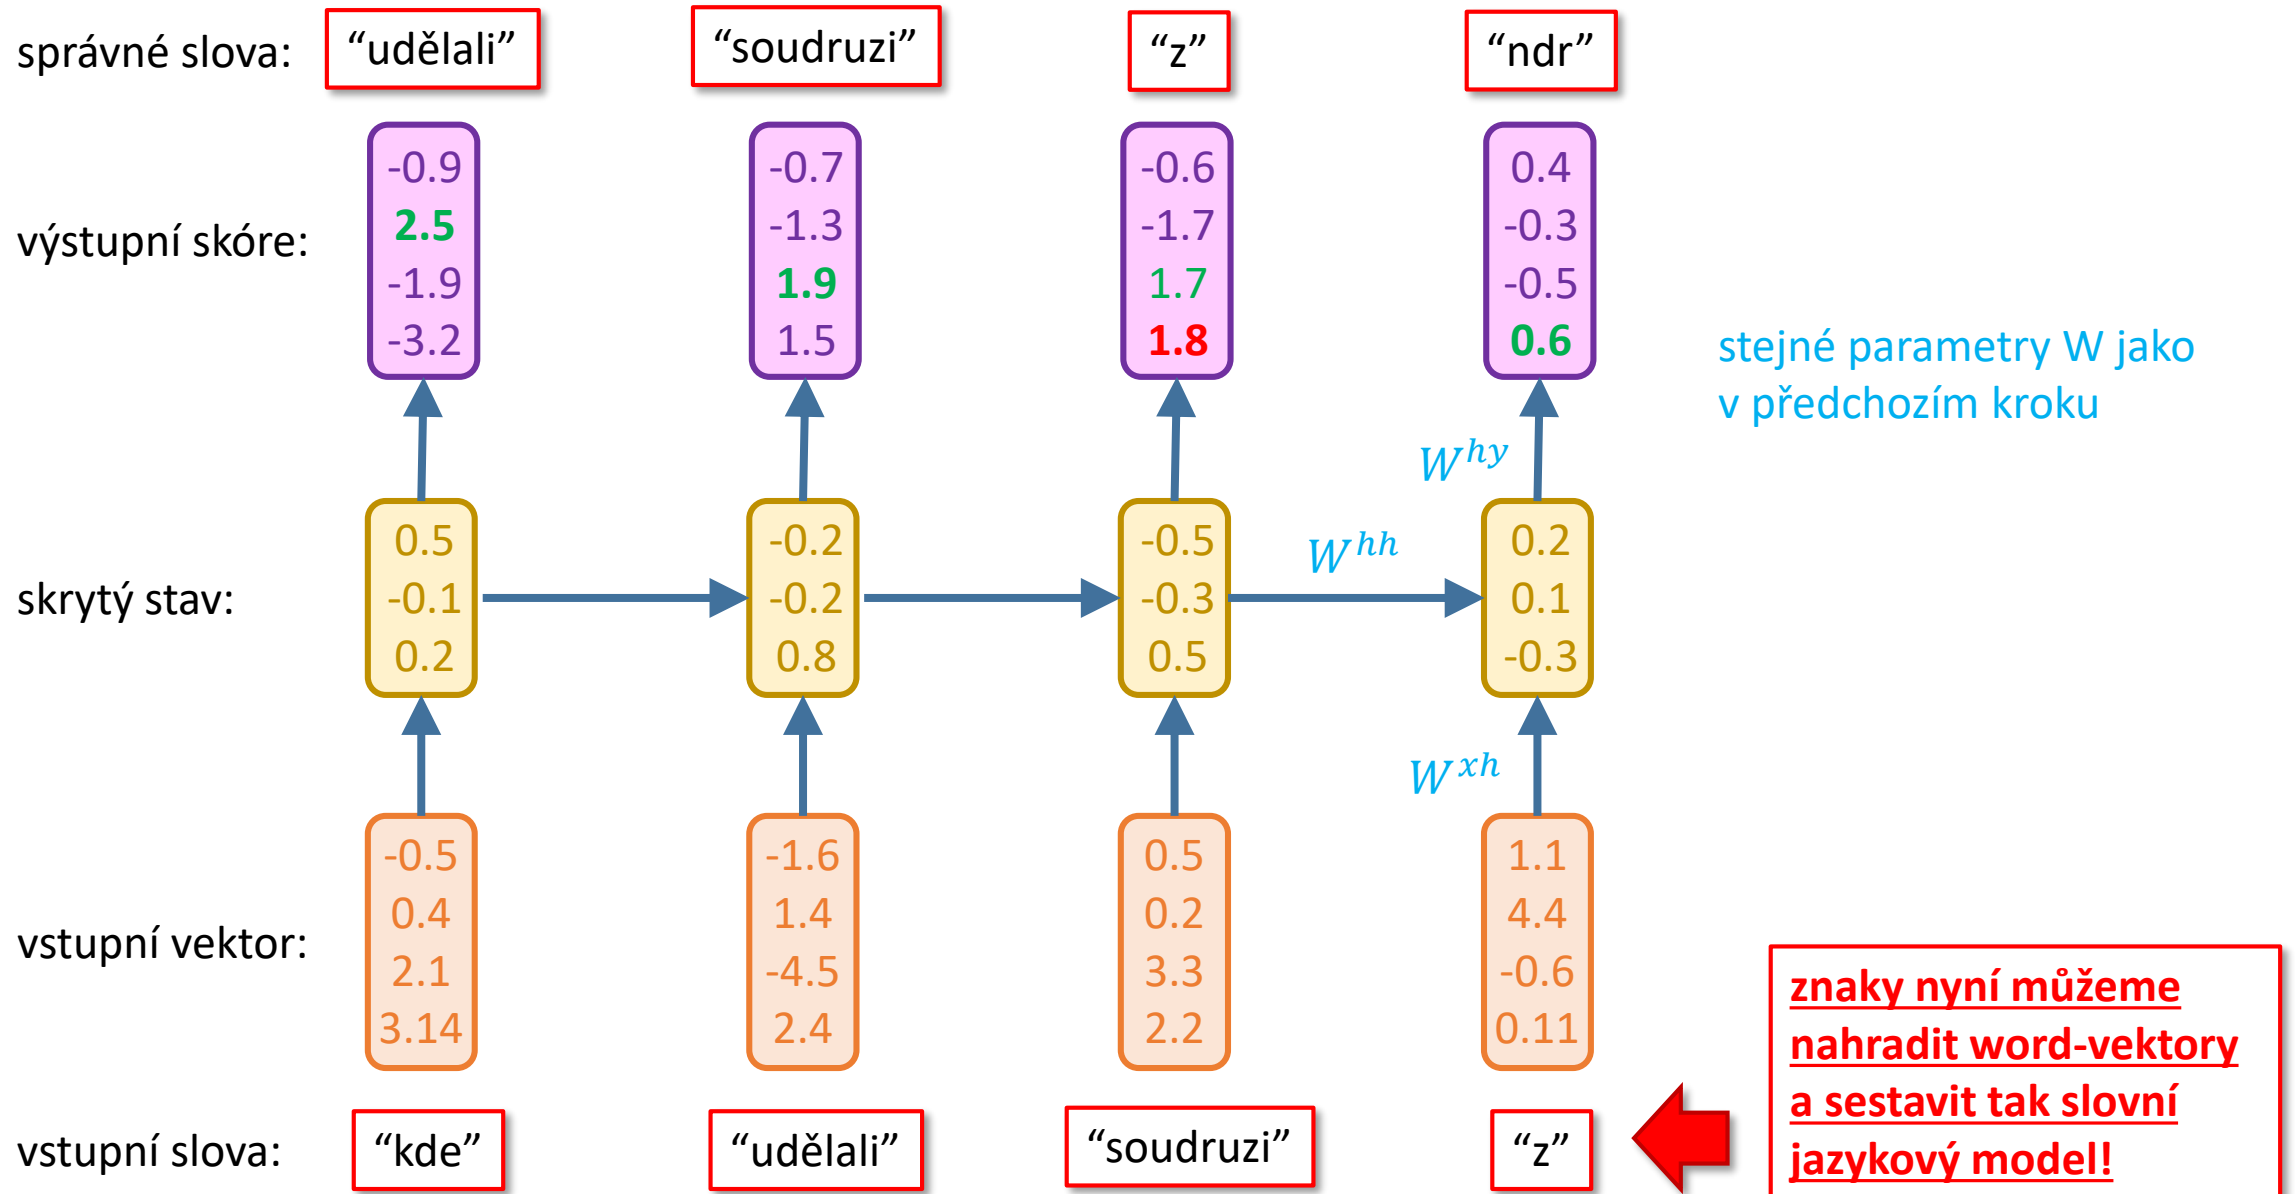 správné slova: “udělali” “soudruzi” “z” “ndr”
výstupní skóre:
-0.9 -0.7 -0.6 0.4
2.5 -1.3 -1.7 -0.3
-1.9 1.9 1.7 -0.5
-3.2 1.5 1.8 0.6
stejné parametry W jako
v předchozím kroku
W^{hy}
skrytý stav:
0.5 -0.2 -0.5 0.2
-0.1 -0.2 -0.3 0.1
0.2 0.8 0.5 -0.3
W^{hh}
W^{xh}
vstupní vektor:
-0.5 -1.6 0.5 1.1
0.4 1.4 0.2 4.4
2.1 -4.5 3.3 -0.6
3.14 2.4 2.2 0.11
znaky nyní můžeme
nahradit word-vektory
a sestavit tak slovní
jazykový model!
vstupní slova: “kde” “udělali” “soudruzi” “z”